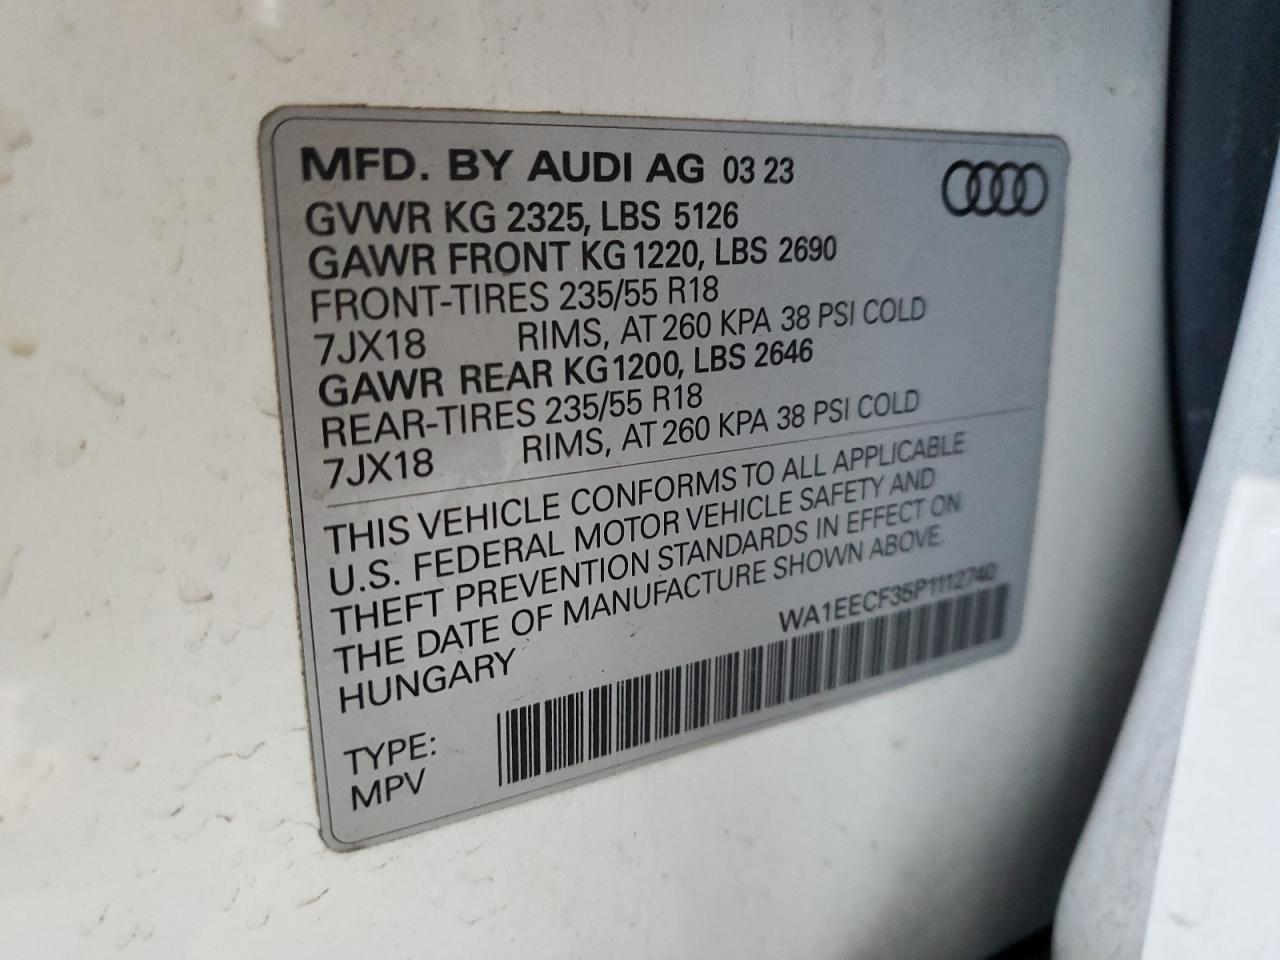 MFD. BY AUDI AG 03 23
GVWR KG 2325, LBS 5126
GAWR FRONT KG 1220, LBS 2690
FRONT-TIRES 235/55 R18
7JX18 RIMS, AT 260 KPA 38 PSI COLD
GAWR REAR KG 1200, LBS 2646
REAR-TIRES 235/55 R18
7JX18 RIMS, AT 260 KPA 38 PSI COLD
THIS VEHICLE CONFORMS TO ALL APPLICABLE
U.S. FEDERAL MOTOR VEHICLE SAFETY AND
THEFT PREVENTION STANDARDS IN EFFECT ON
THE DATE OF MANUFACTURE SHOWN ABOVE.
HUNGARY
WA1EECF35P1112740
TYPE:
MPV